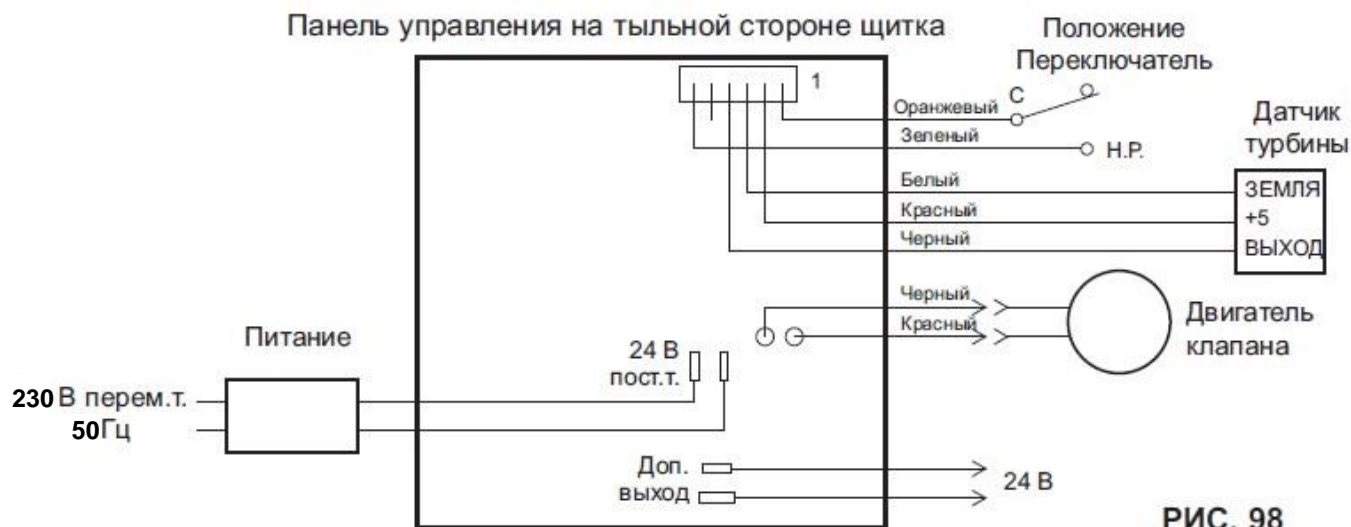 Панель управления на тыльной стороне щитка
Положение
Переключатель
1
Оранжевый
С
Зеленый
Н.Р.
Датчик
турбины
Белый
ЗЕМЛЯ
Красный
+5
Черный
ВЫХОД
Черный
Красный
Двигатель
клапана
Питание
24 В
пост.т.
230 В перем.т.
50Гц
Доп.
выход
24 В
РИС. 98